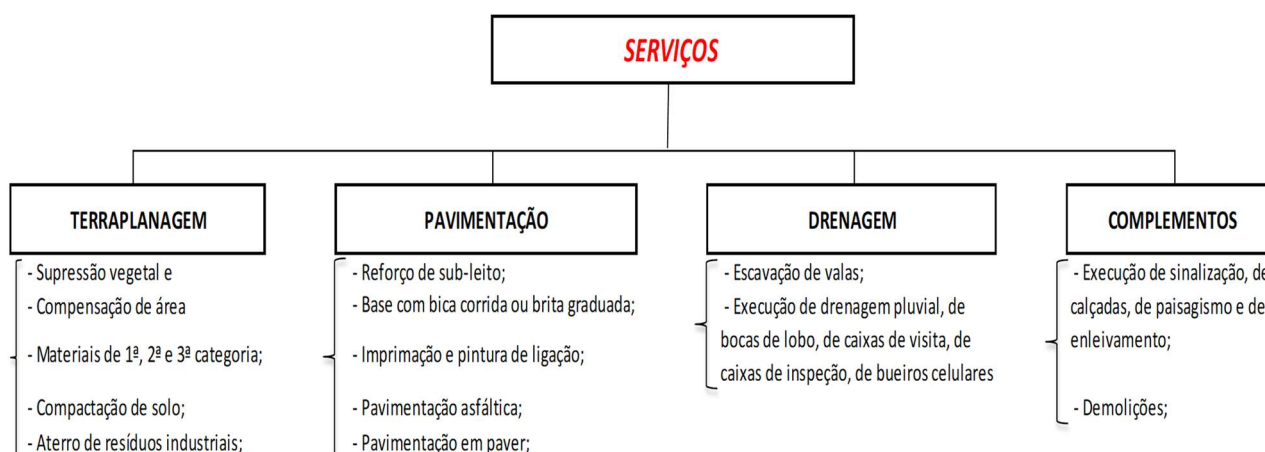 SERVIÇOS
TERRAPLANAGEM
- Supressão vegetal e
- Compensação de área
- Materiais de 1ª, 2ª e 3ª categoria;
- Compactação de solo;
- Aterro de resíduos industriais;
PAVIMENTAÇÃO
- Reforço de sub-leito;
- Base com bica corrida ou brita graduada;
- Imprimação e pintura de ligação;
- Pavimentação asfáltica;
- Pavimentação em paver;
DRENAGEM
- Escavação de valas;
- Execução de drenagem pluvial, de
bocas de lobo, de caixas de visita, de
caixas de inspeção, de bueiros celulares
COMPLEMENTOS
- Execução de sinalização, de
calçadas, de paisagismo e de
enleivamento;
- Demolições;